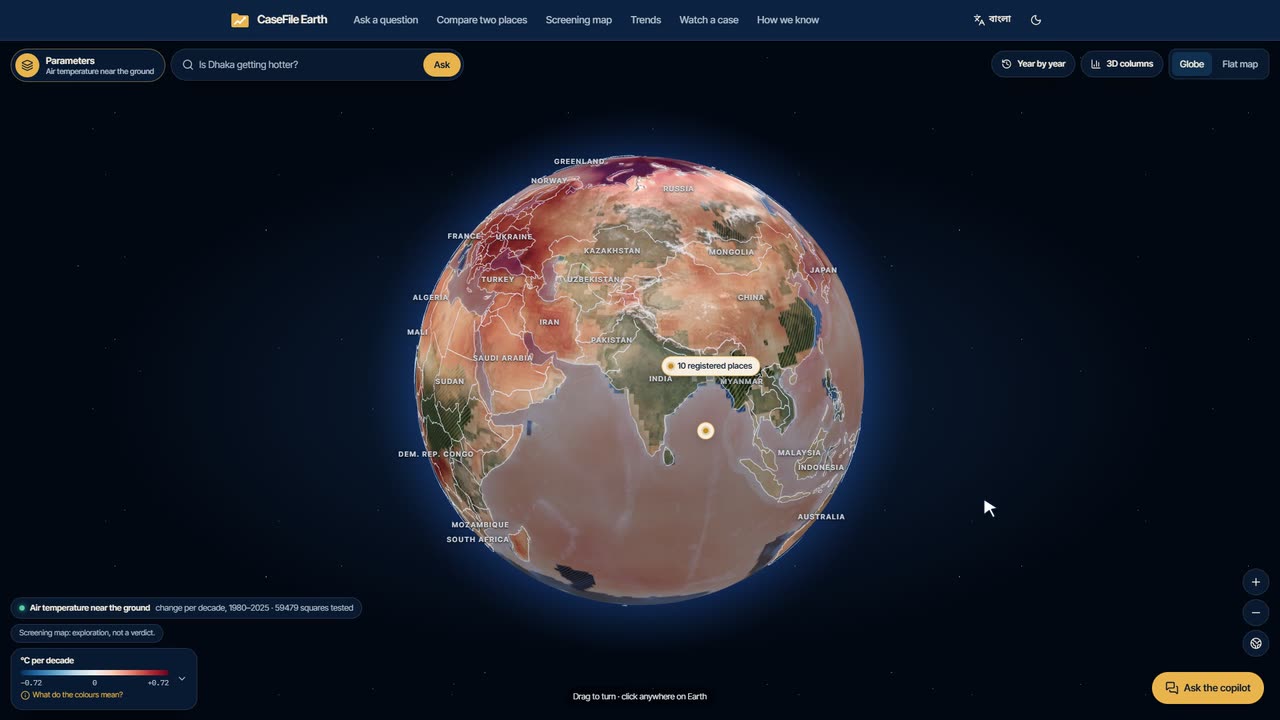 CaseFile Earth
Ask a question
Compare two places
Screening map
Trends
Watch a case
How we know
বাংলা
Parameters
Air temperature near the ground
Is Dhaka getting hotter?
Ask
Year by year
3D columns
Globe
Flat map
GREENLAND
NORWAY
RUSSIA
FRANCE
UKRAINE
KAZAKHSTAN
MONGOLIA
JAPAN
TURKEY
UZBEKISTAN
ALGERIA
CHINA
IRAN
MALI
PAKISTAN
SAUDI ARABIA
10 registered places
SUDAN
INDIA
MYANMAR
DEM. REP. CONGO
MALAYSIA
INDONESIA
AUSTRALIA
MOZAMBIQUE
SOUTH AFRICA
Air temperature near the ground change per decade, 1980–2025 · 59479 squares tested
Screening map: exploration, not a verdict.
°C per decade
−0.72 0 +0.72
What do the colours mean?
Drag to turn · click anywhere on Earth
Ask the copilot